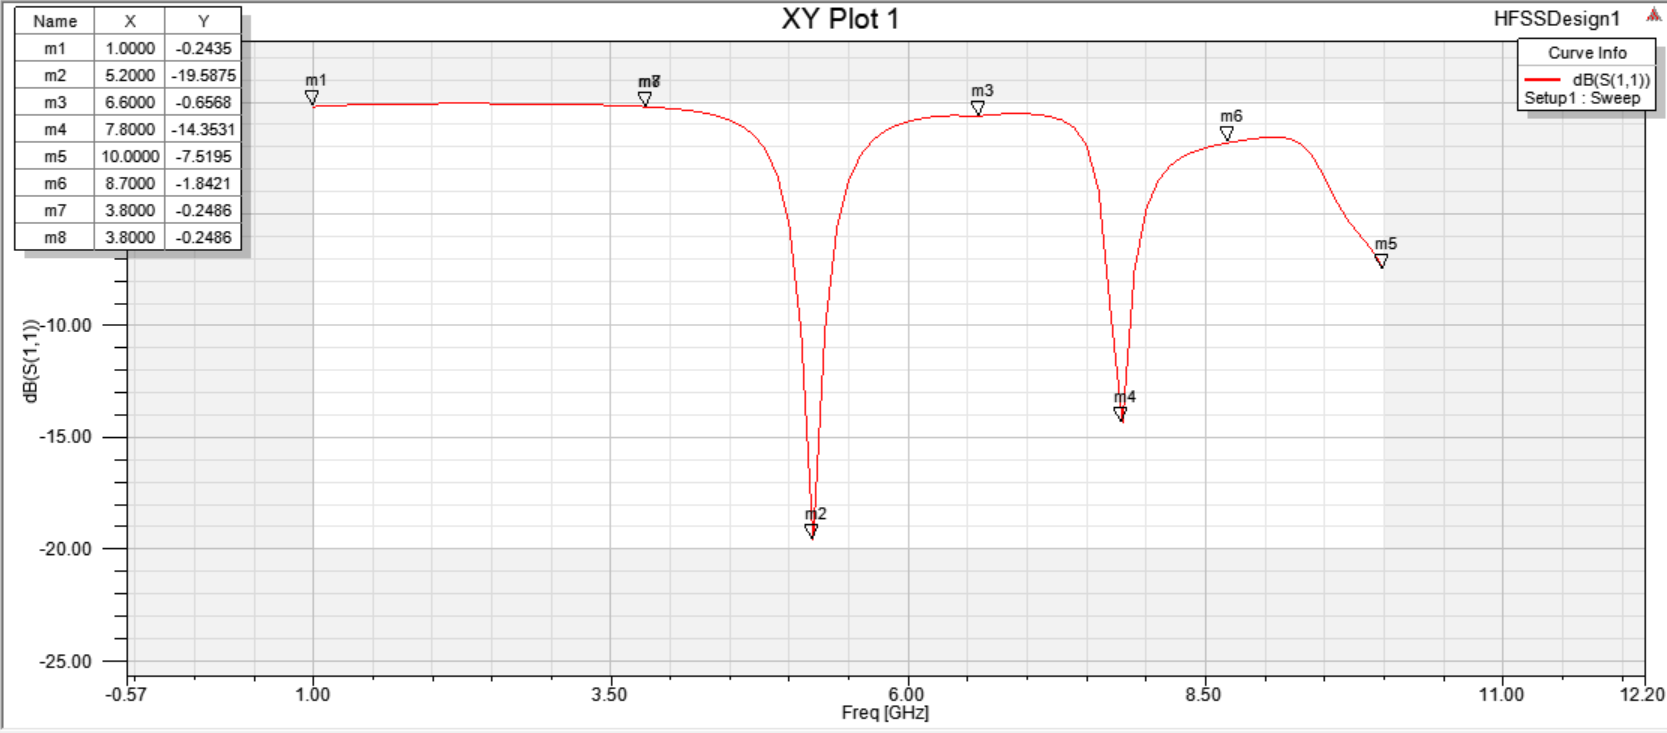 XY Plot 1
HFSSDesign1
Name X Y
m1 1.0000 -0.2435
m2 5.2000 -19.5875
m3 6.6000 -0.6568
m4 7.8000 -14.3531
m5 10.0000 -7.5195
m6 8.7000 -1.8421
m7 3.8000 -0.2486
m8 3.8000 -0.2486
Curve Info
dB(S(1,1))
Setup1 : Sweep
m1
m3
m6
m5
m4
m2
dB(S(1,1))
-10.00
-15.00
-20.00
-25.00
-0.57 1.00 3.50 6.00 8.50 11.00 12.20
Freq [GHz]